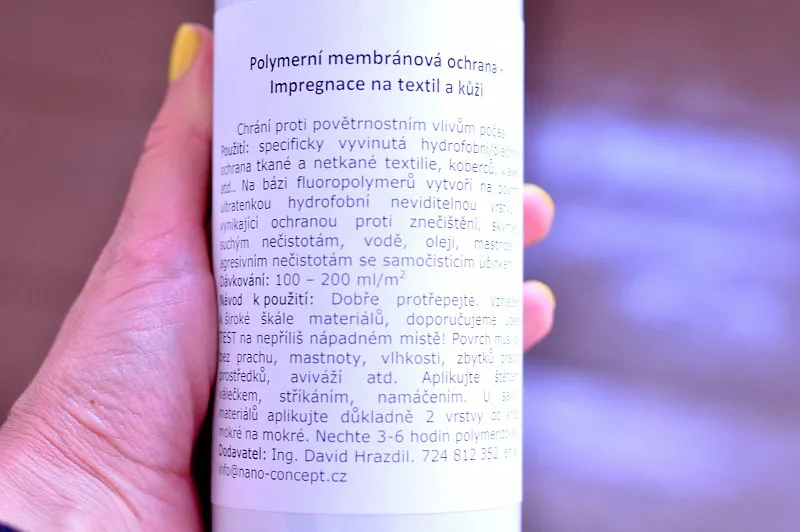 Polymerní membránová ochrana -
Impregnace na textil a kůži
Chrání proti povětrnostním vlivům počas
Použití: specificky vyvinutá
ochrana tkané a netkané textilie, koberců,
atd.. Na bázi fluoropolymerů vytvoří na
ultratenkou hydrofobní neviditelnou
vynikající ochranou proti znečištění,
suchým nečistotám, vodě, oleji,
agresivním nečistotám se samočisticím
Dávkování: 100 – 200 ml/m²
Návod k použití: Dobře protřepejte.
k široké škále materiálů, doporučujeme
TEST na nepříliš nápadném místě! Povrch
bez prachu, mastnoty, vlhkosti, zbytků
prostředků, aviváží atd. Aplikujte
válečkem, stříkáním, namáčením. U
materiálů aplikujte důkladně 2 vrstvy
mokré na mokré. Nechte 3-6 hodin
Dodavatel: Ing. David Hrazdil. 724 812 352
info@nano-concept.cz